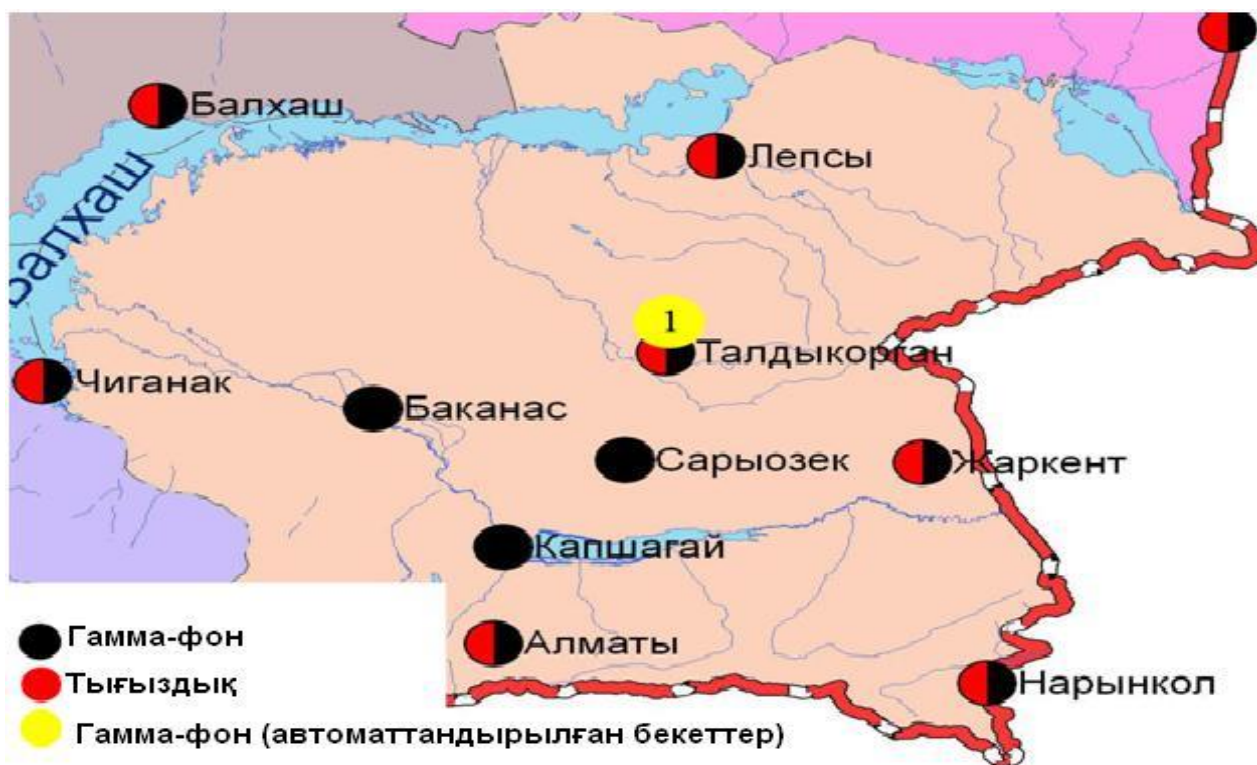 Балхаш
Лепсы
Балхаш
1
Талдыкорган
Чиганак
Баканас
Сарыозек
Жаркент
Капшагай
Алматы
Нарынкол
Гамма-фон
Тығыздық
Гамма-фон (автоматтандырылған бекеттер)